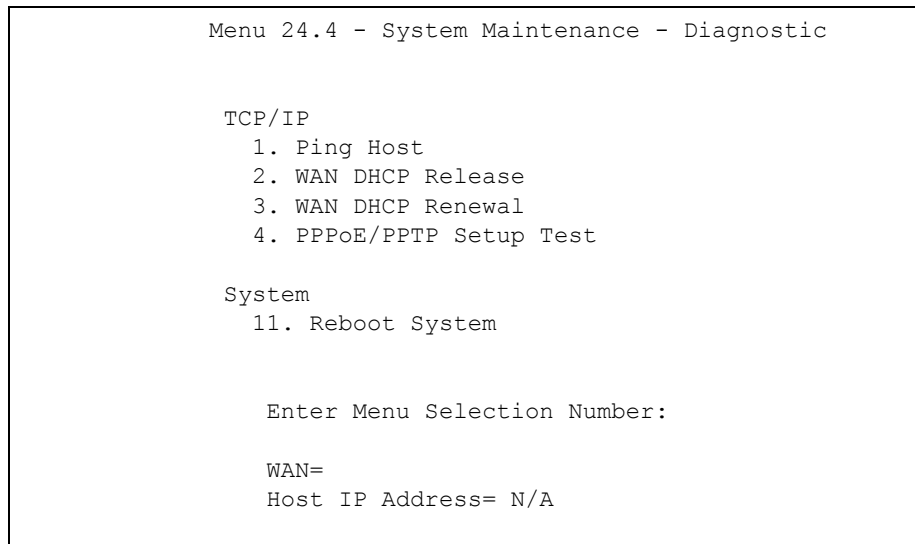 Menu 24.4 - System Maintenance - Diagnostic
TCP/IP
1. Ping Host
2. WAN DHCP Release
3. WAN DHCP Renewal
4. PPPoE/PPTP Setup Test
System
11. Reboot System
Enter Menu Selection Number:
WAN=
Host IP Address= N/A